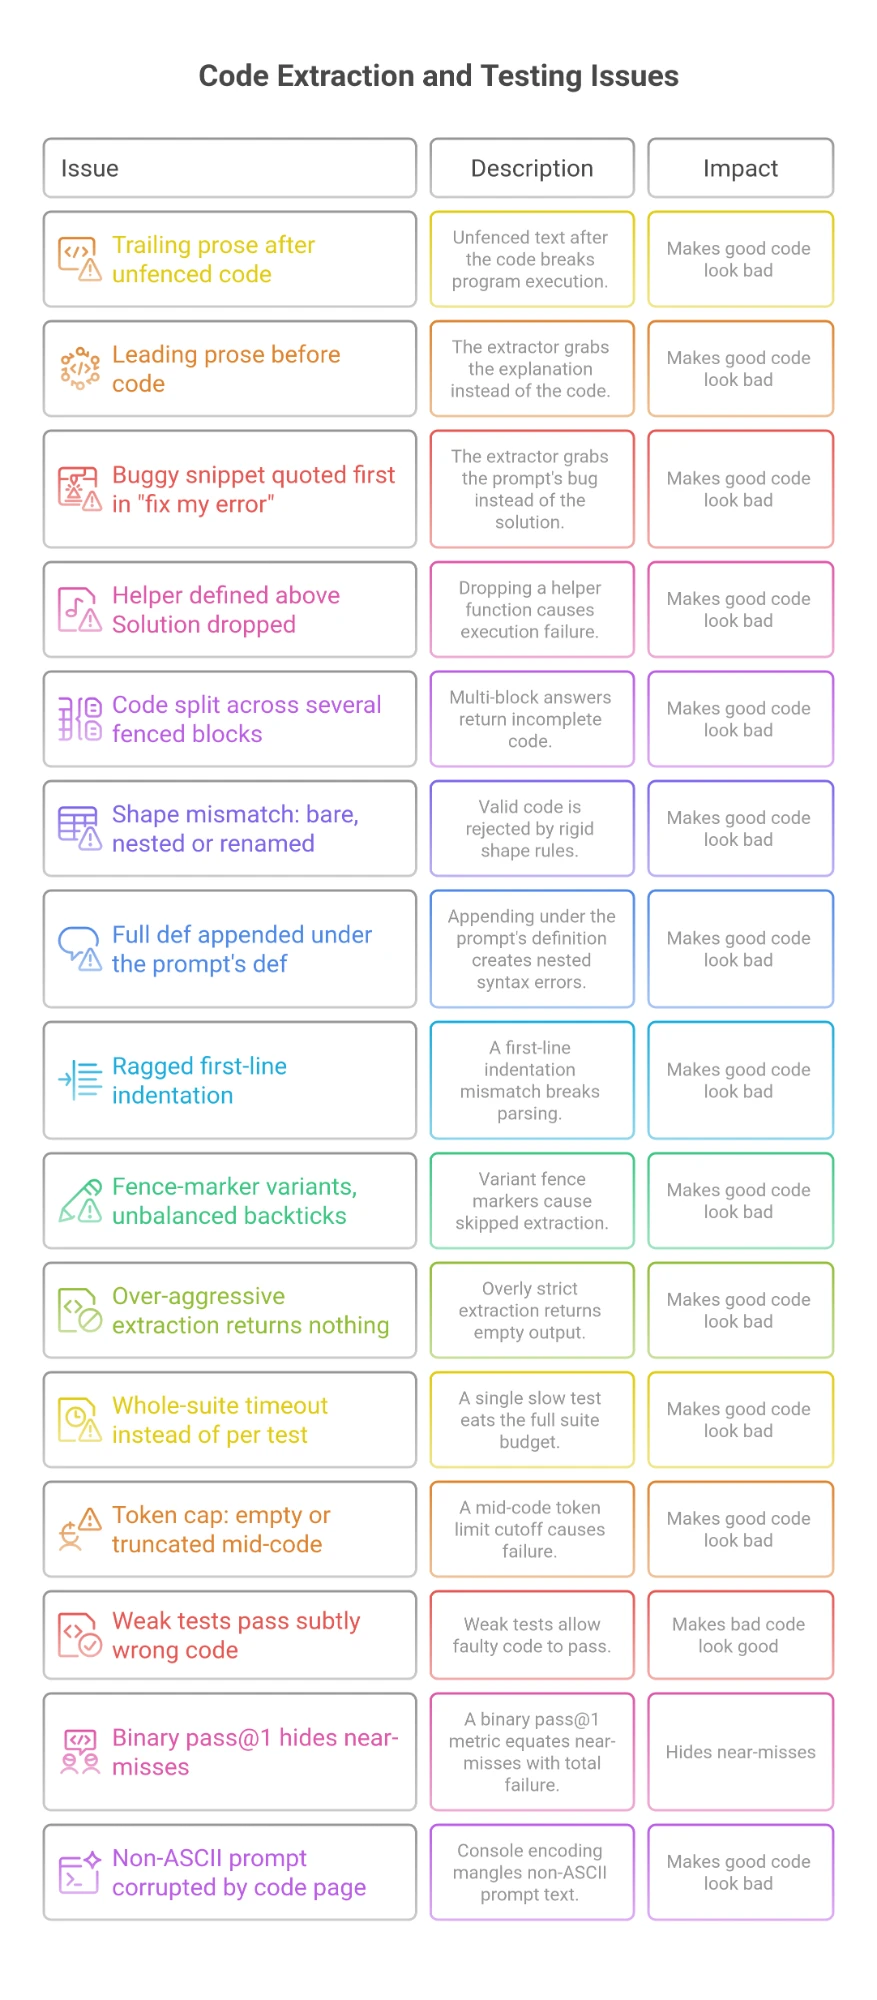 Code Extraction and Testing Issues
Issue
Description
Impact
Trailing prose after
unfenced code
Unfenced text after
the code breaks
program execution.
Makes good code
look bad
Leading prose before
code
The extractor grabs
the explanation
instead of the code.
Makes good code
look bad
Buggy snippet quoted first
in "fix my error"
The extractor grabs
the prompt's bug
instead of the
solution.
Makes good code
look bad
Helper defined above
Solution dropped
Dropping a helper
function causes
execution failure.
Makes good code
look bad
Code split across several
fenced blocks
Multi-block answers
return incomplete
code.
Makes good code
look bad
Shape mismatch: bare,
nested or renamed
Valid code is
rejected by rigid
shape rules.
Makes good code
look bad
Full def appended under
the prompt's def
Appending under the
prompt's definition
creates nested
syntax errors.
Makes good code
look bad
Ragged first-line
indentation
A first-line
indentation
mismatch breaks
parsing.
Makes good code
look bad
Fence-marker variants,
unbalanced backticks
Variant fence
markers cause
skipped extraction.
Makes good code
look bad
Over-aggressive
extraction returns nothing
Overly strict
extraction returns
empty output.
Makes good code
look bad
Whole-suite timeout
instead of per test
A single slow test
eats the full suite
budget.
Makes good code
look bad
Token cap: empty or
truncated mid-code
A mid-code token
limit cutoff causes
failure.
Makes good code
look bad
Weak tests pass subtly
wrong code
Weak tests allow
faulty code to pass.
Makes bad code
look good
Binary pass@1 hides near-
misses
A binary pass@1
metric equates near-
misses with total
failure.
Hides near-misses
Non-ASCII prompt
corrupted by code page
Console encoding
mangles non-ASCII
prompt text.
Makes good code
look bad